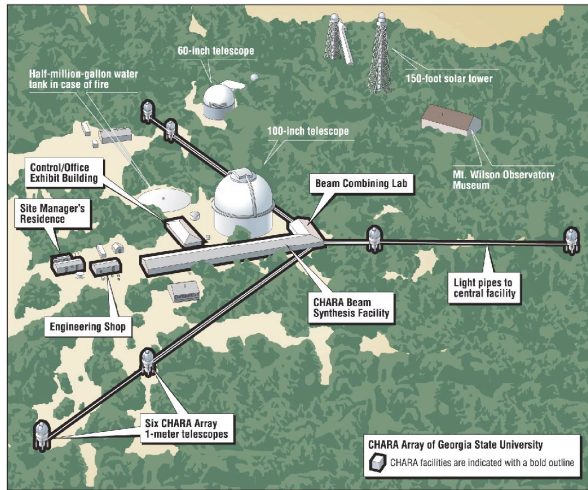 60-inch telescope
Half-million-gallon water
tank in case of fire
150-foot solar tower
100-inch telescope
Control/Office
Exhibit Building
Beam Combining Lab
Mt. Wilson Observatory
Museum
Site Manager's
Residence
Light pipes to
central facility
CHARA Beam
Synthesis Facility
Engineering Shop
Six CHARA Array
1-meter telescopes
CHARA Array of Georgia State University
CHARA facilities are indicated with a bold outline